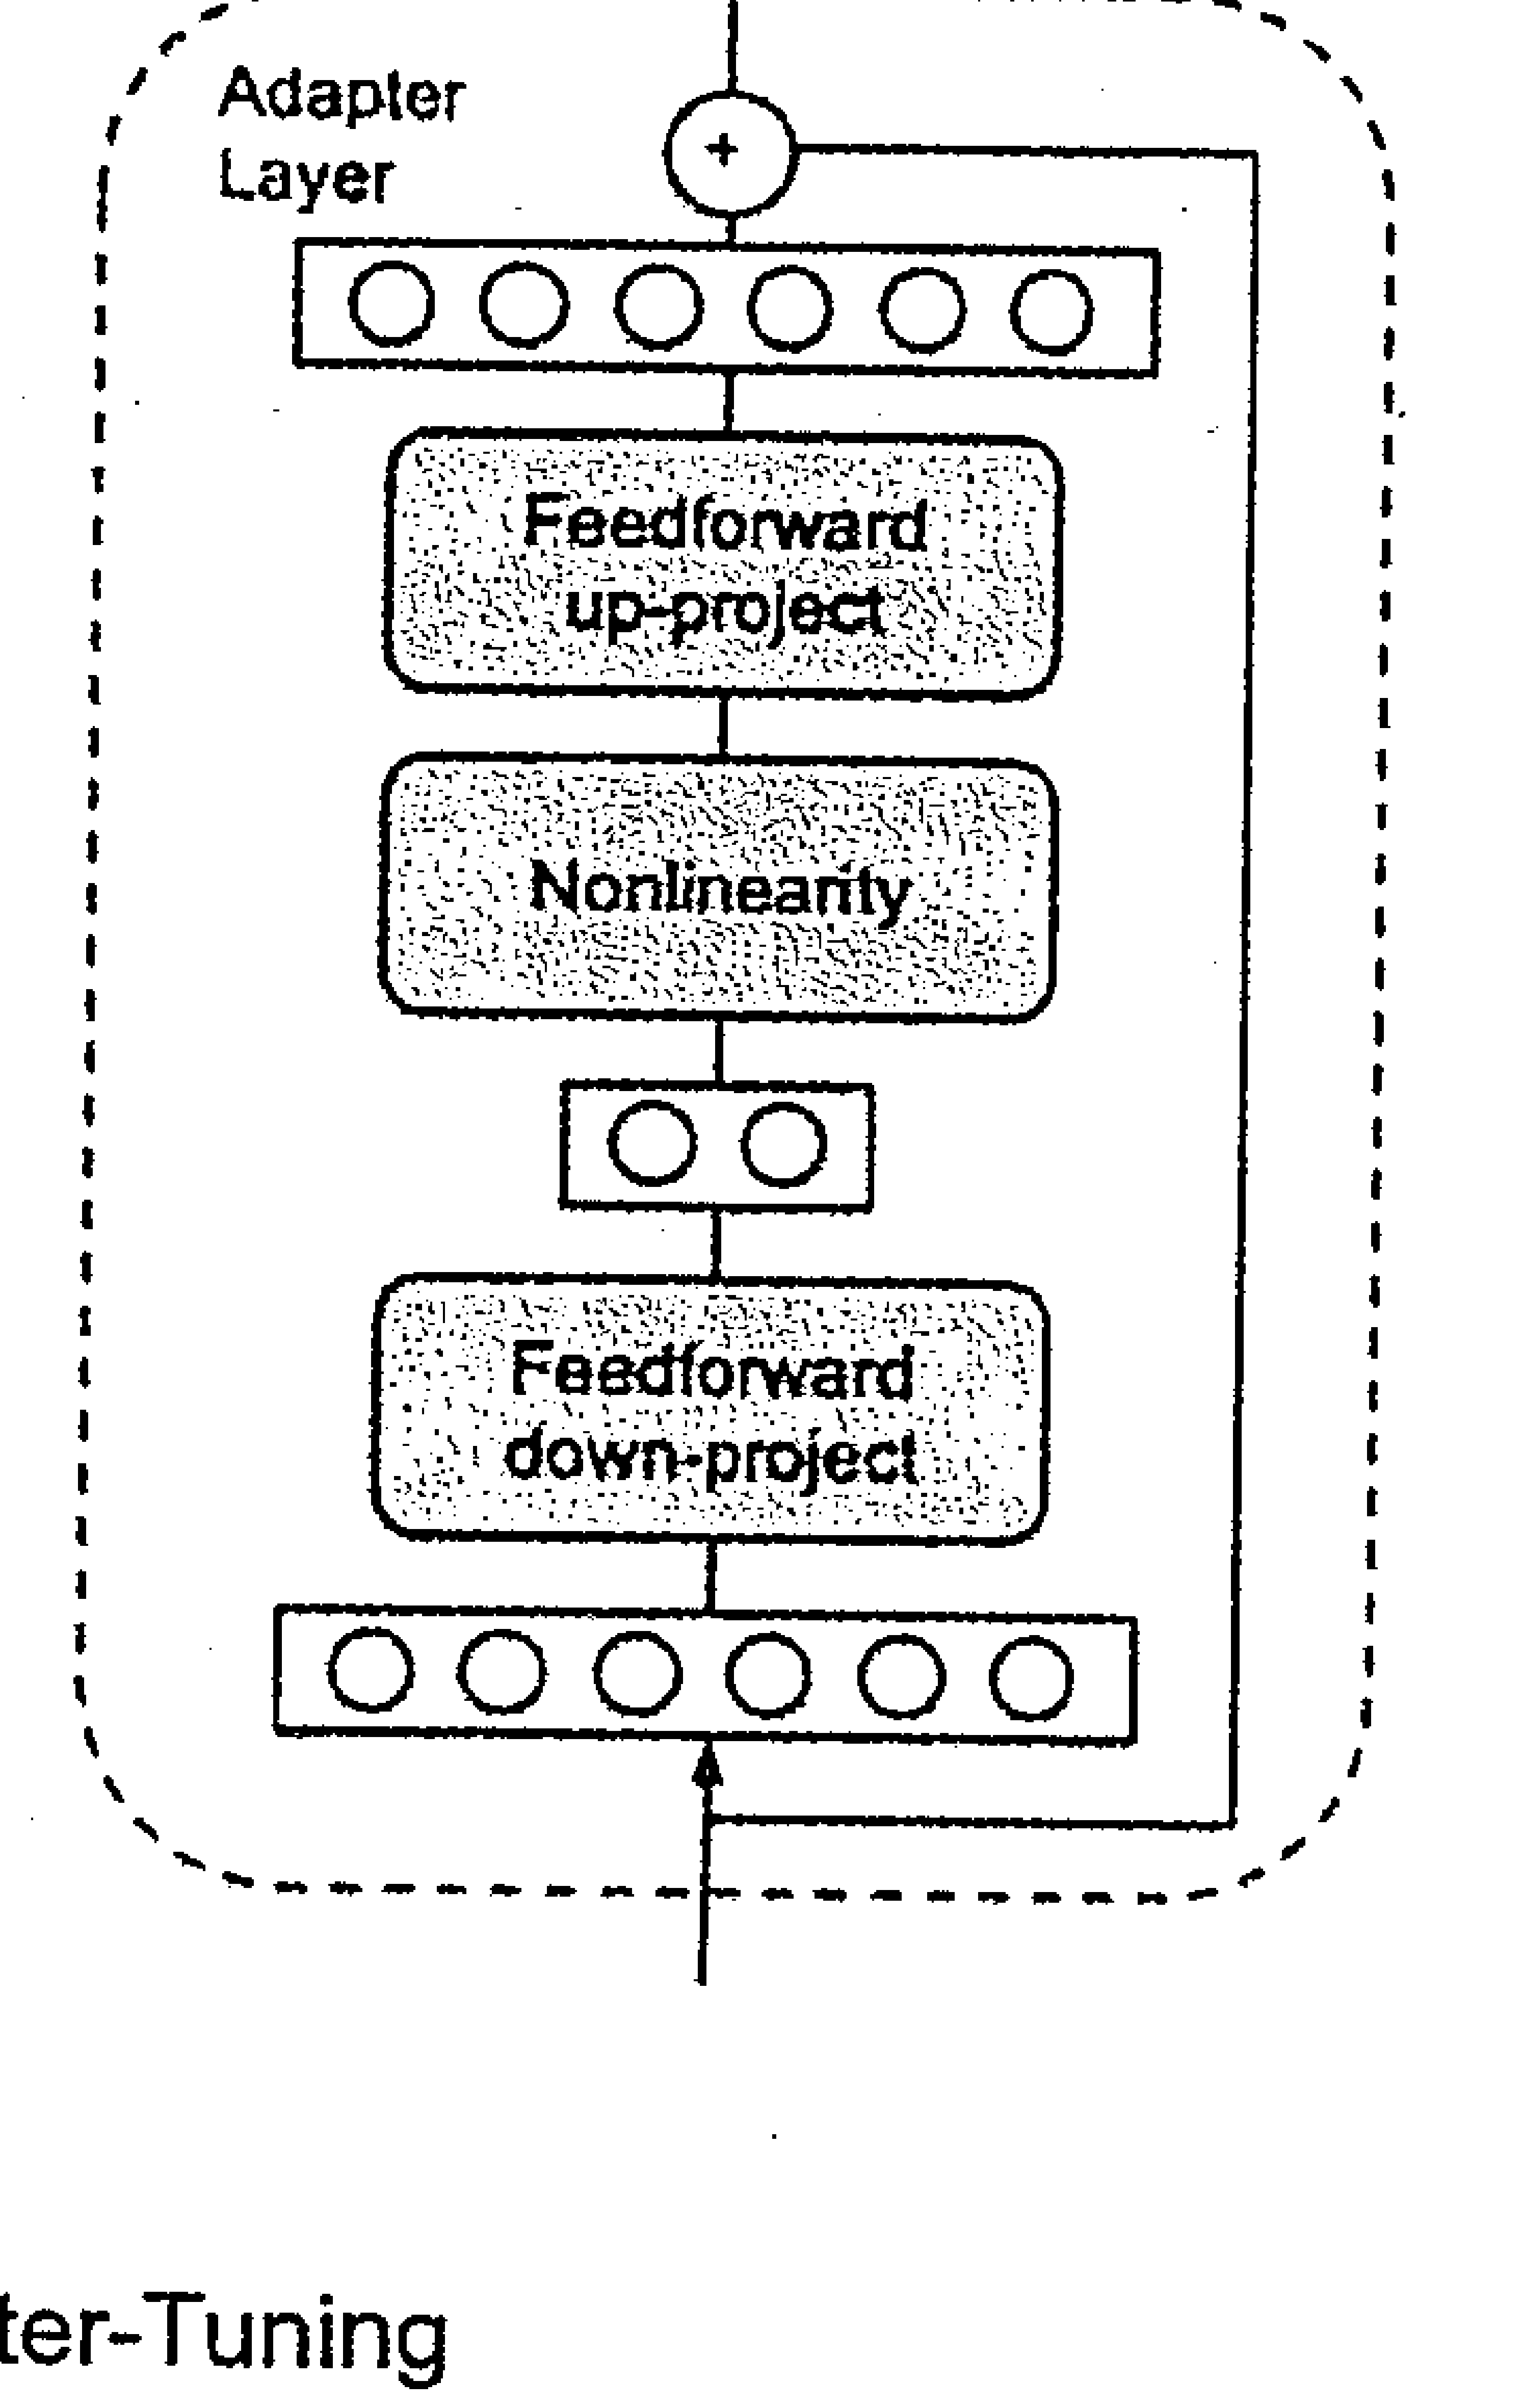 Adapter
Layer
+
Feedforward
up-project
Nonlinearity
Feedforward
down-project
ter-Tuning